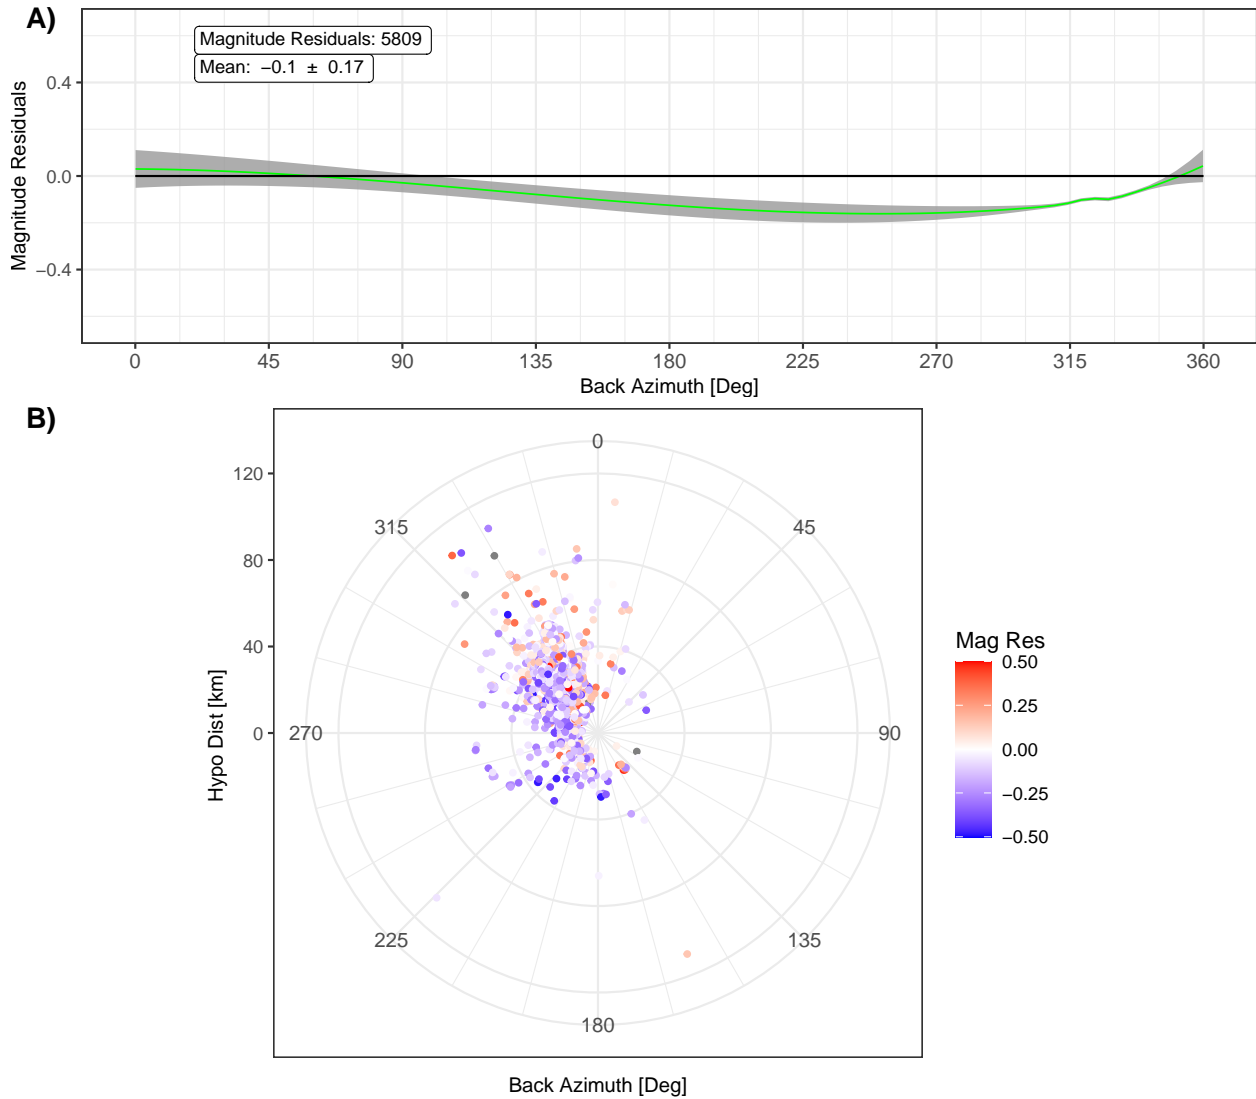 A)
Magnitude Residuals: 5809
Mean:  −0.1  ±  0.17
Magnitude Residuals
0.4
0.0
−0.4
0 45 90 135 180 225 270 315 360
Back Azimuth [Deg]
B)
Hypo Dist [km]
120
80
40
0
0
45
90
135
180
225
270
315
Back Azimuth [Deg]
Mag Res
0.50
0.25
0.00
−0.25
−0.50